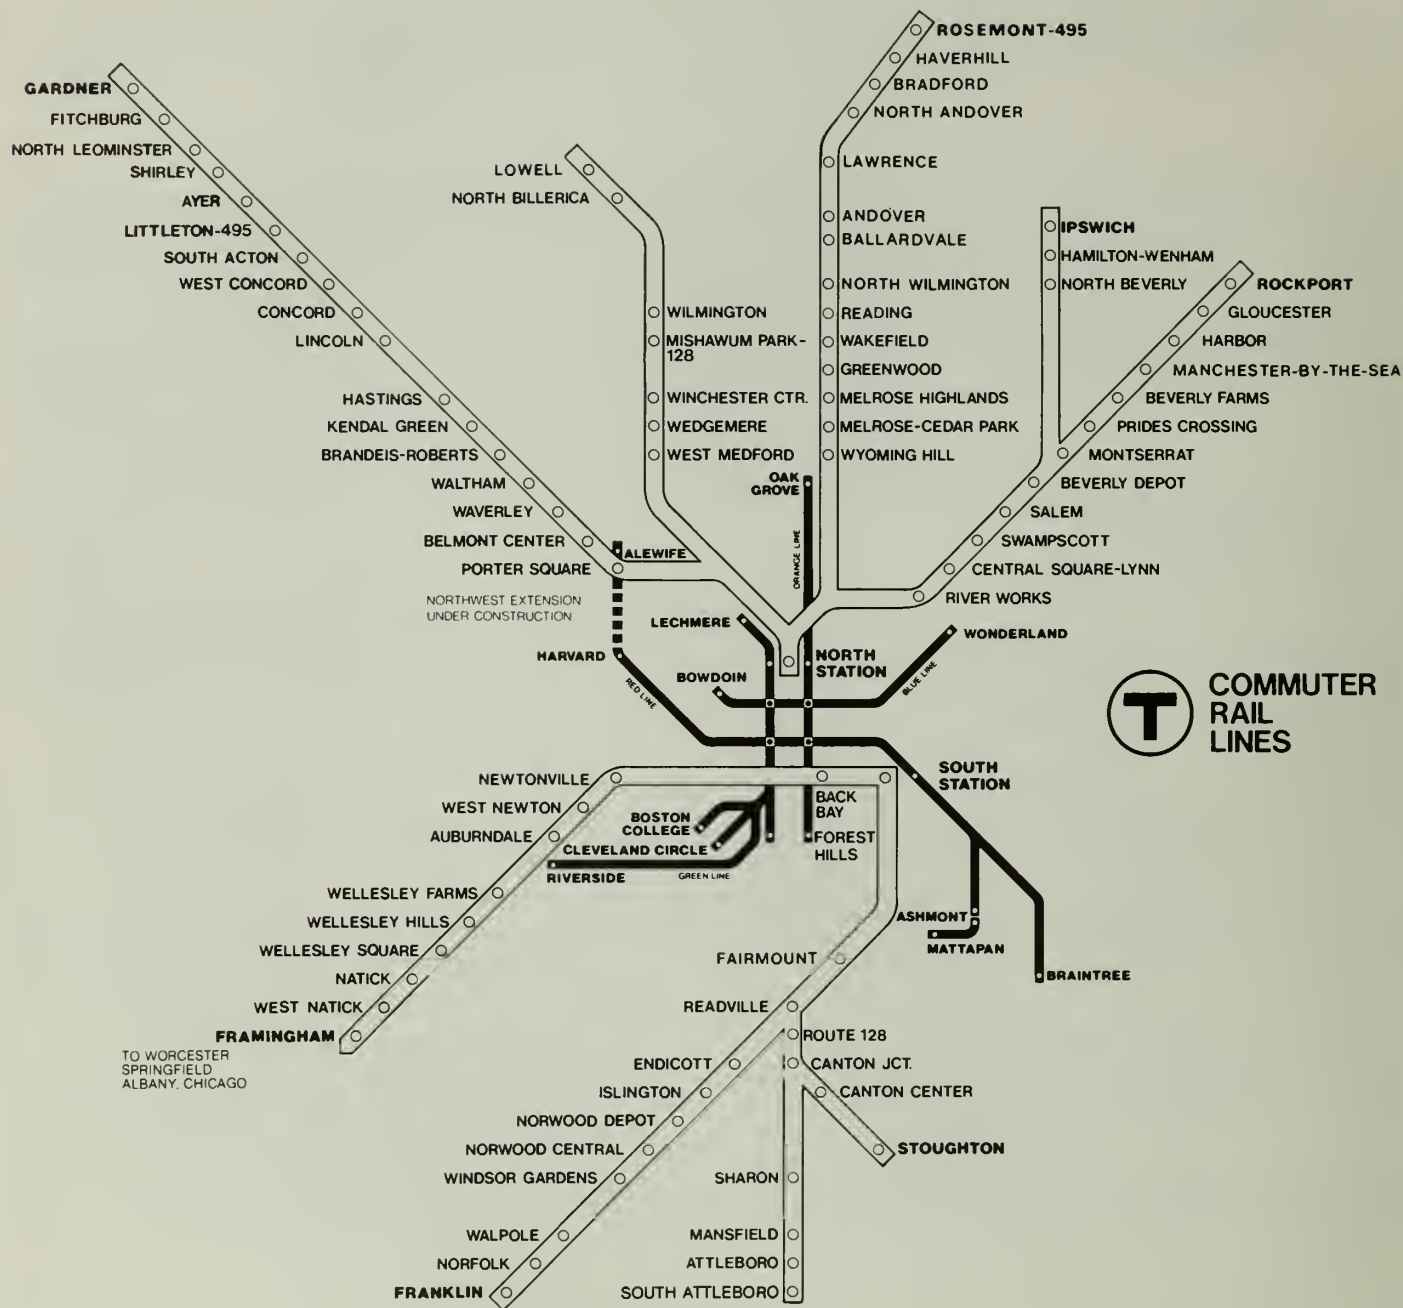 ROSEMONT-495
HAVERHILL
BRADFORD
NORTH ANDOVER
LAWRENCE
ANDOVER
BALLARDVALE
NORTH WILMINGTON
READING
WAKEFIELD
GREENWOOD
MELROSE HIGHLANDS
MELROSE-CEDAR PARK
WYOMING HILL
GARDNER
FITCHBURG
NORTH LEOMINSTER
SHIRLEY
AYER
LITTLETON-495
SOUTH ACTON
WEST CONCORD
CONCORD
LINCOLN
HASTINGS
KENDAL GREEN
BRANDEIS-ROBERTS
WALTHAM
WAVERLEY
BELMONT CENTER
PORTER SQUARE
LOWELL
NORTH BILLERICA
WILMINGTON
MISHAWUM PARK-
128
WINCHESTER CTR.
WEDGEMERE
WEST MEDFORD
IPSWICH
HAMILTON-WENHAM
NORTH BEVERLY
ROCKPORT
GLOUCESTER
HARBOR
MANCHESTER-BY-THE-SEA
BEVERLY FARMS
PRIDES CROSSING
MONTSERRAT
BEVERLY DEPOT
SALEM
SWAMPSCOTT
CENTRAL SQUARE-LYNN
RIVER WORKS
OAK
GROVE
ORANGE LINE
ALEWIFE
NORTHWEST EXTENSION
UNDER CONSTRUCTION
HARVARD
RED LINE
LECHMERE
BOWDOIN
NORTH
STATION
WONDERLAND
BLUE LINE
T
COMMUTER
RAIL
LINES
SOUTH
STATION
BACK
BAY
FOREST
HILLS
BOSTON
COLLEGE
CLEVELAND CIRCLE
RIVERSIDE
GREEN LINE
ASHMONT
MATTAPAN
BRAINTREE
NEWTONVILLE
WEST NEWTON
AUBURNDALE
WELLESLEY FARMS
WELLESLEY HILLS
WELLESLEY SQUARE
NATICK
WEST NATICK
FRAMINGHAM
TO WORCESTER
SPRINGFIELD
ALBANY, CHICAGO
FAIRMOUNT
READVILLE
ROUTE 128
CANTON JCT.
CANTON CENTER
STOUGHTON
SHARON
MANSFIELD
ATTLEBORO
SOUTH ATTLEBORO
ENDICOTT
ISLINGTON
NORWOOD DEPOT
NORWOOD CENTRAL
WINDSOR GARDENS
WALPOLE
NORFOLK
FRANKLIN